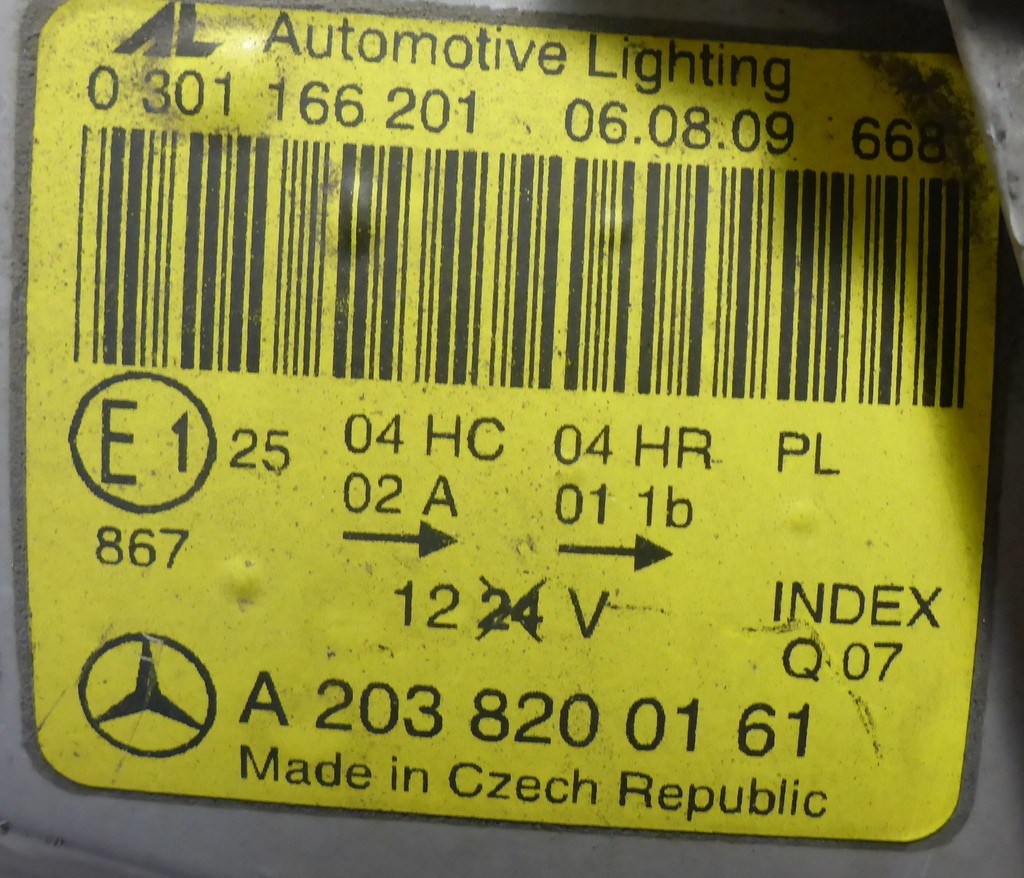 AL Automotive Lighting
0 301 166 201 06.08.09 668
E1 25 04 HC 04 HR PL
02 A 01 1b
867
12 24 V
INDEX
Q 07
A 203 820 01 61
Made in Czech Republic